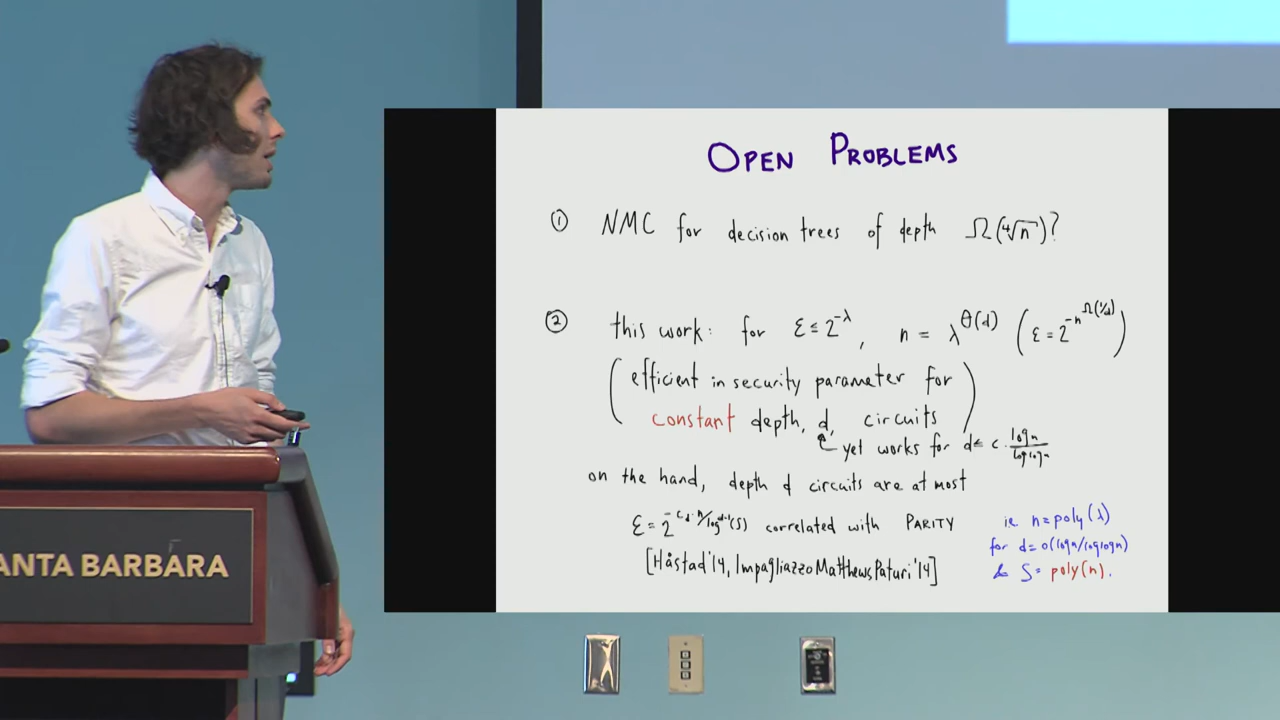 OPEN PROBLEMS
① NMC for decision trees of depth Ω(∜n)?
② this work: for ε ≤ 2^{-λ}, n = λ^{Θ(d)} (ε = 2^{-n^{Ω(1/d)}})
(efficient in security parameter for
constant depth, d, circuits)
yet works for d ≤ c · log n / log log n
on the hand, depth d circuits are at most
ε = 2^{-c_d · n / log^{d-1}(S)} correlated with PARITY
[Håstad'14, ImpagliazzoMatthewsPaturi'14]
ie. n = poly(λ)
for d = o(log n/log log n)
& S = poly(n).
ANTA BARBARA